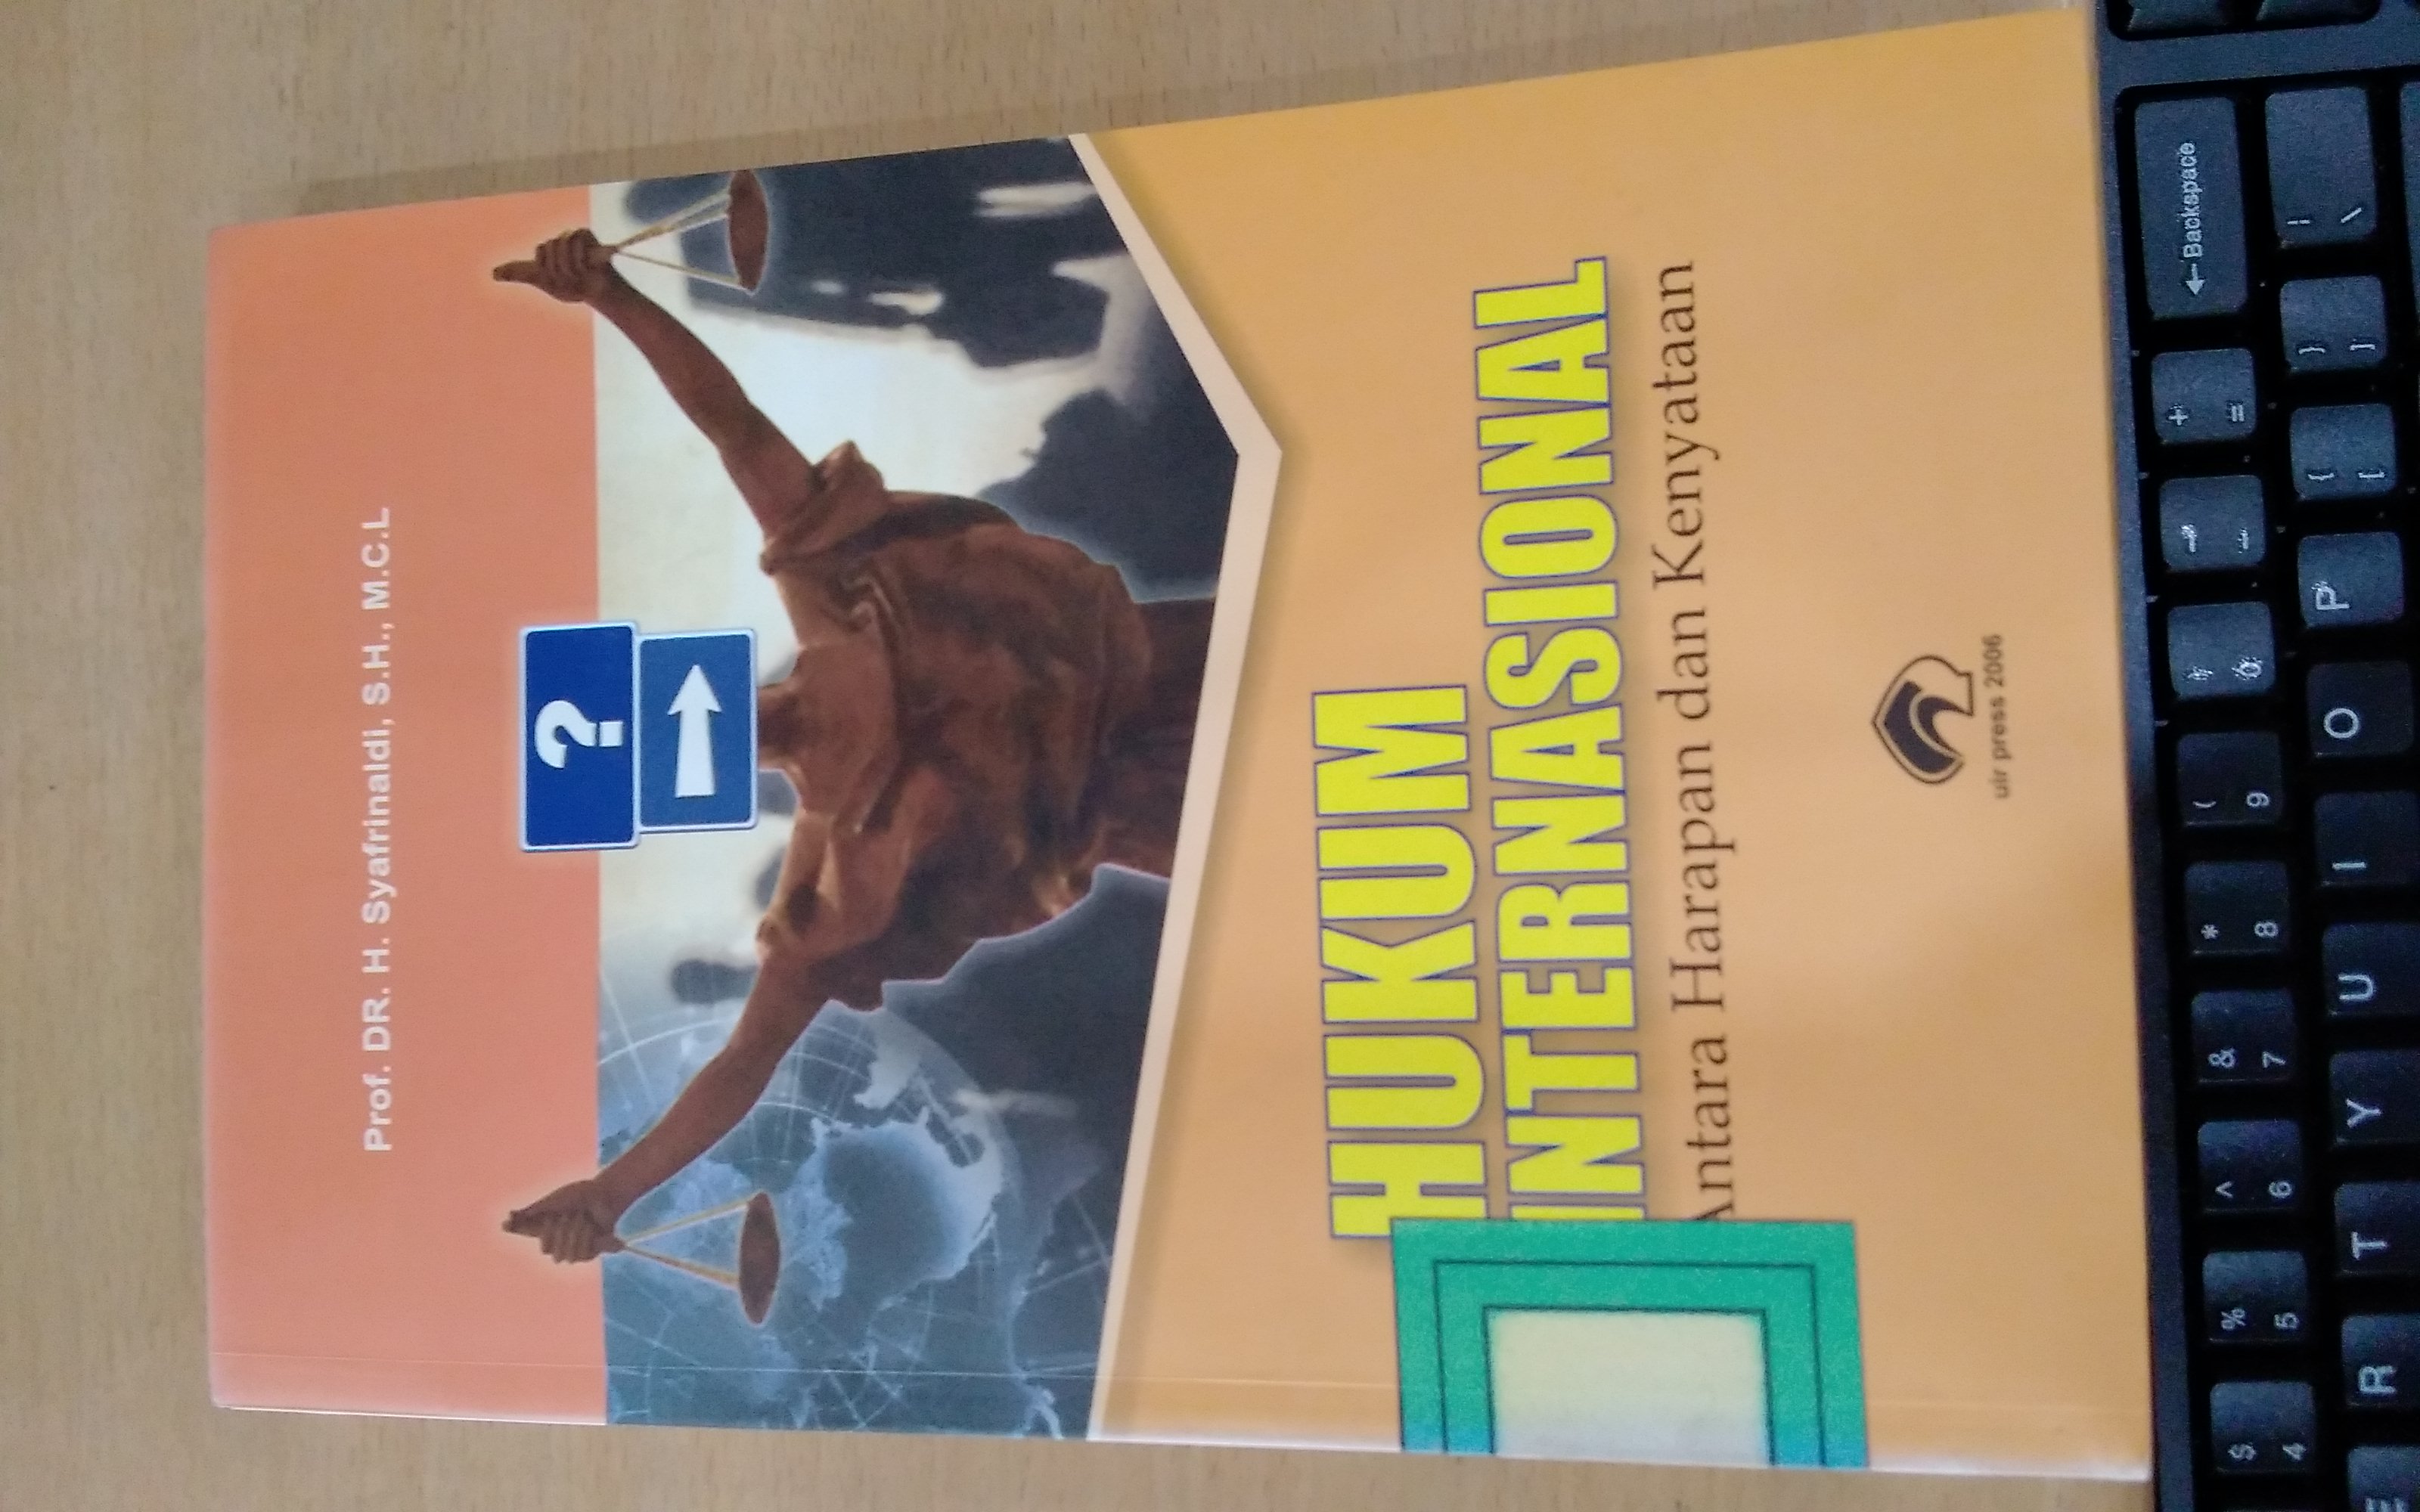 Prof. DR. H. Syafrinaldi, S.H., M.C.L
?
HUKUM
INTERNASIONAL
Antara Harapan dan Kenyataan
uir press 2006
← Backspace
+ =
| \
} ]
{ [
P
( 9
O
* 8
I
& 7
U
^ 6
Y
% 5
T
$ 4
R